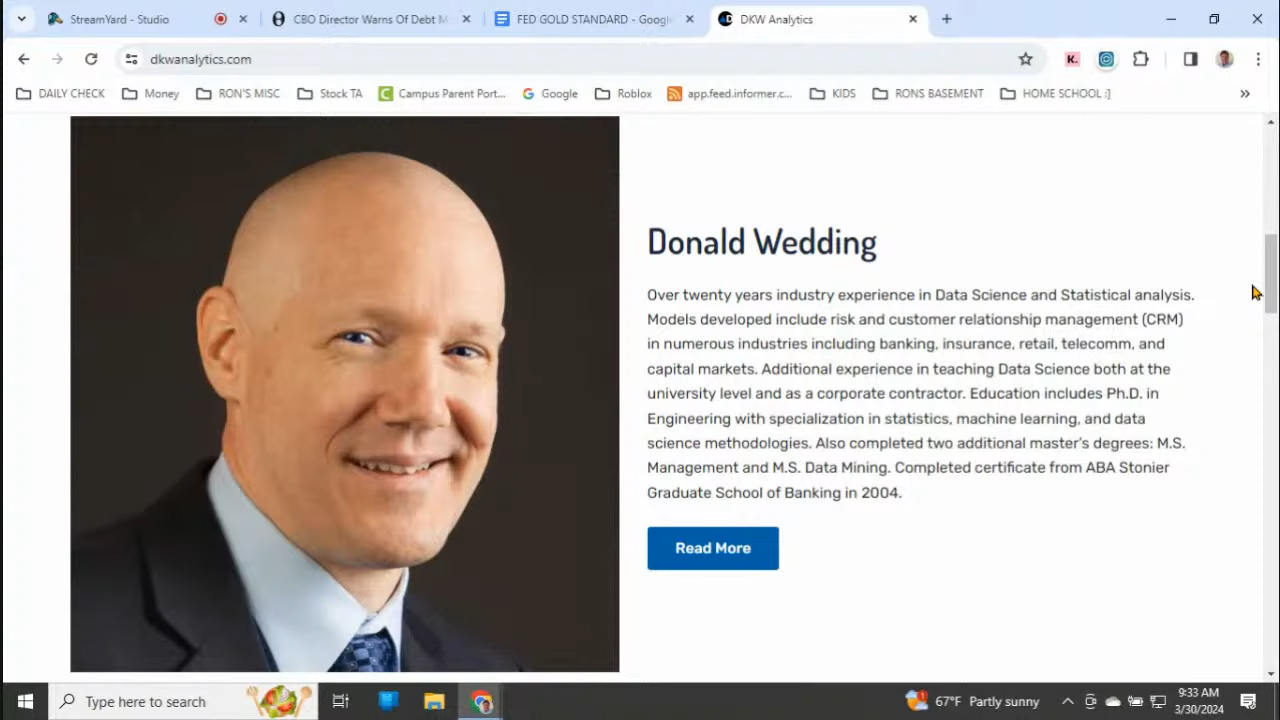 StreamYard - Studio
CBO Director Warns Of Debt M
FED GOLD STANDARD - Google
DKW Analytics
dkwanalytics.com
K.
DAILY CHECK
Money
RON'S MISC
Stock TA
Campus Parent Port...
Google
Roblox
app.feed.informer.c...
KIDS
RONS BASEMENT
HOME SCHOOL :]
Donald Wedding
Over twenty years industry experience in Data Science and Statistical analysis.
Models developed include risk and customer relationship management (CRM)
in numerous industries including banking, insurance, retail, telecomm, and
capital markets. Additional experience in teaching Data Science both at the
university level and as a corporate contractor. Education includes Ph.D. in
Engineering with specialization in statistics, machine learning, and data
science methodologies. Also completed two additional master's degrees: M.S.
Management and M.S. Data Mining. Completed certificate from ABA Stonier
Graduate School of Banking in 2004.
Read More
Type here to search
67°F Partly sunny
9:33 AM
3/30/2024